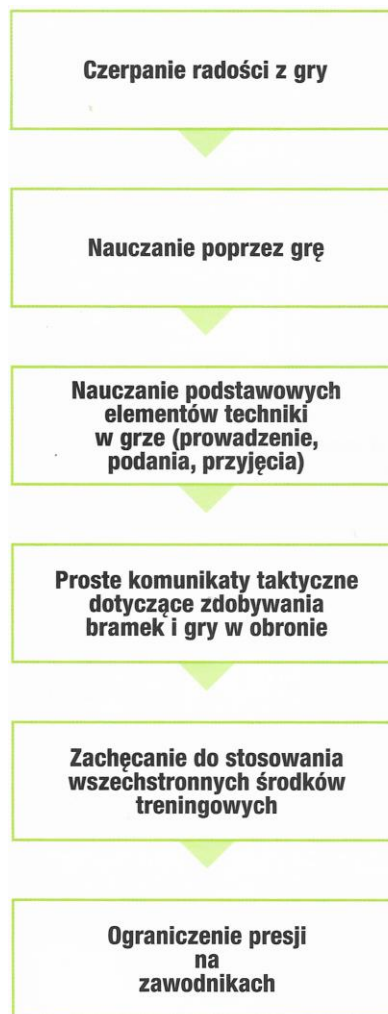 Czerpanie radości z gry
Nauczanie poprzez grę
Nauczanie podstawowych
elementów techniki
w grze (prowadzenie,
podania, przyjęcia)
Proste komunikaty taktyczne
dotyczące zdobywania
bramek i gry w obronie
Zachęcanie do stosowania
wszechstronnych środków
treningowych
Ograniczenie presji
na
zawodnikach